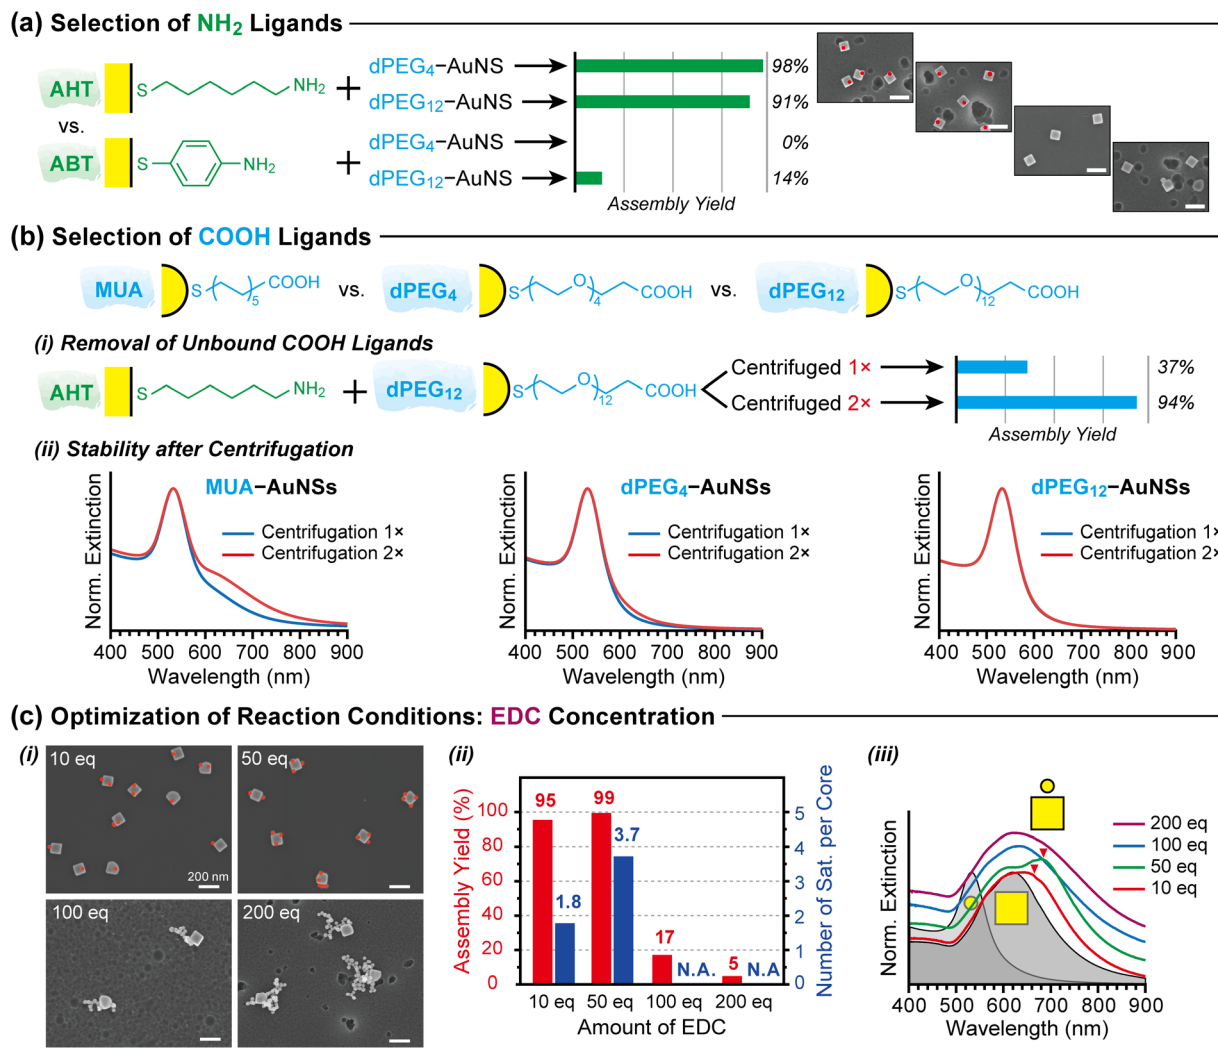 (a) Selection of NH2 Ligands
AHT
S
NH2
+
dPEG4–AuNS
98%
dPEG12–AuNS
91%
vs.
ABT
S
NH2
+
dPEG4–AuNS
0%
dPEG12–AuNS
14%
Assembly Yield
(b) Selection of COOH Ligands
MUA
S
COOH
5
vs.
dPEG4
S
O
4
COOH
vs.
dPEG12
S
O
12
COOH
(i) Removal of Unbound COOH Ligands
AHT
S
NH2
+
dPEG12
S
O
12
COOH
Centrifuged 1×
37%
Centrifuged 2×
94%
Assembly Yield
(ii) Stability after Centrifugation
MUA–AuNSs
Centrifugation 1×
Centrifugation 2×
Norm. Extinction
400 500 600 700 800 900
Wavelength (nm)
dPEG4–AuNSs
Centrifugation 1×
Centrifugation 2×
Norm. Extinction
400 500 600 700 800 900
Wavelength (nm)
dPEG12–AuNSs
Centrifugation 1×
Centrifugation 2×
Norm. Extinction
400 500 600 700 800 900
Wavelength (nm)
(c) Optimization of Reaction Conditions: EDC Concentration
(i)
10 eq
200 nm
50 eq
100 eq
200 eq
(ii)
Assembly Yield (%)
100
80
60
40
20
0
95
1.8
99
3.7
17
N.A.
5
N.A
5
4
3
2
1
0
Number of Sat. per Core
10 eq 50 eq 100 eq 200 eq
Amount of EDC
(iii)
200 eq
100 eq
50 eq
10 eq
Norm. Extinction
400 500 600 700 800 900
Wavelength (nm)